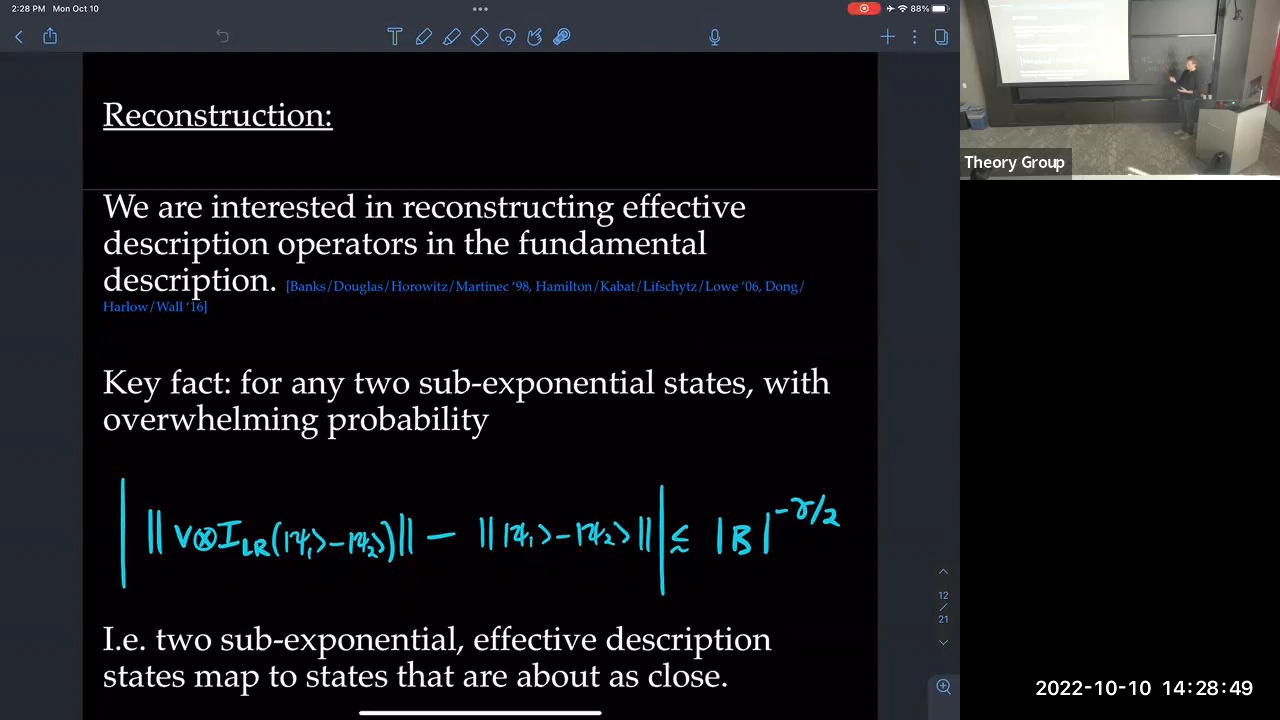 2:28 PM Mon Oct 10
88%
Reconstruction:
We are interested in reconstructing effective
description operators in the fundamental
description. [Banks/Douglas/Horowitz/Martinec ‘98, Hamilton/Kabat/Lifschytz/Lowe ‘06, Dong/
Harlow/Wall ‘16]
Key fact: for any two sub-exponential states, with
overwhelming probability
| || V⊗I_LR(|ψ₁⟩-|ψ₂⟩)|| - || |ψ₁⟩-|ψ₂⟩ || | ≲ |B|^{-γ/2}
I.e. two sub-exponential, effective description
states map to states that are about as close.
12
/
21
Theory Group
2022-10-10 14:28:49